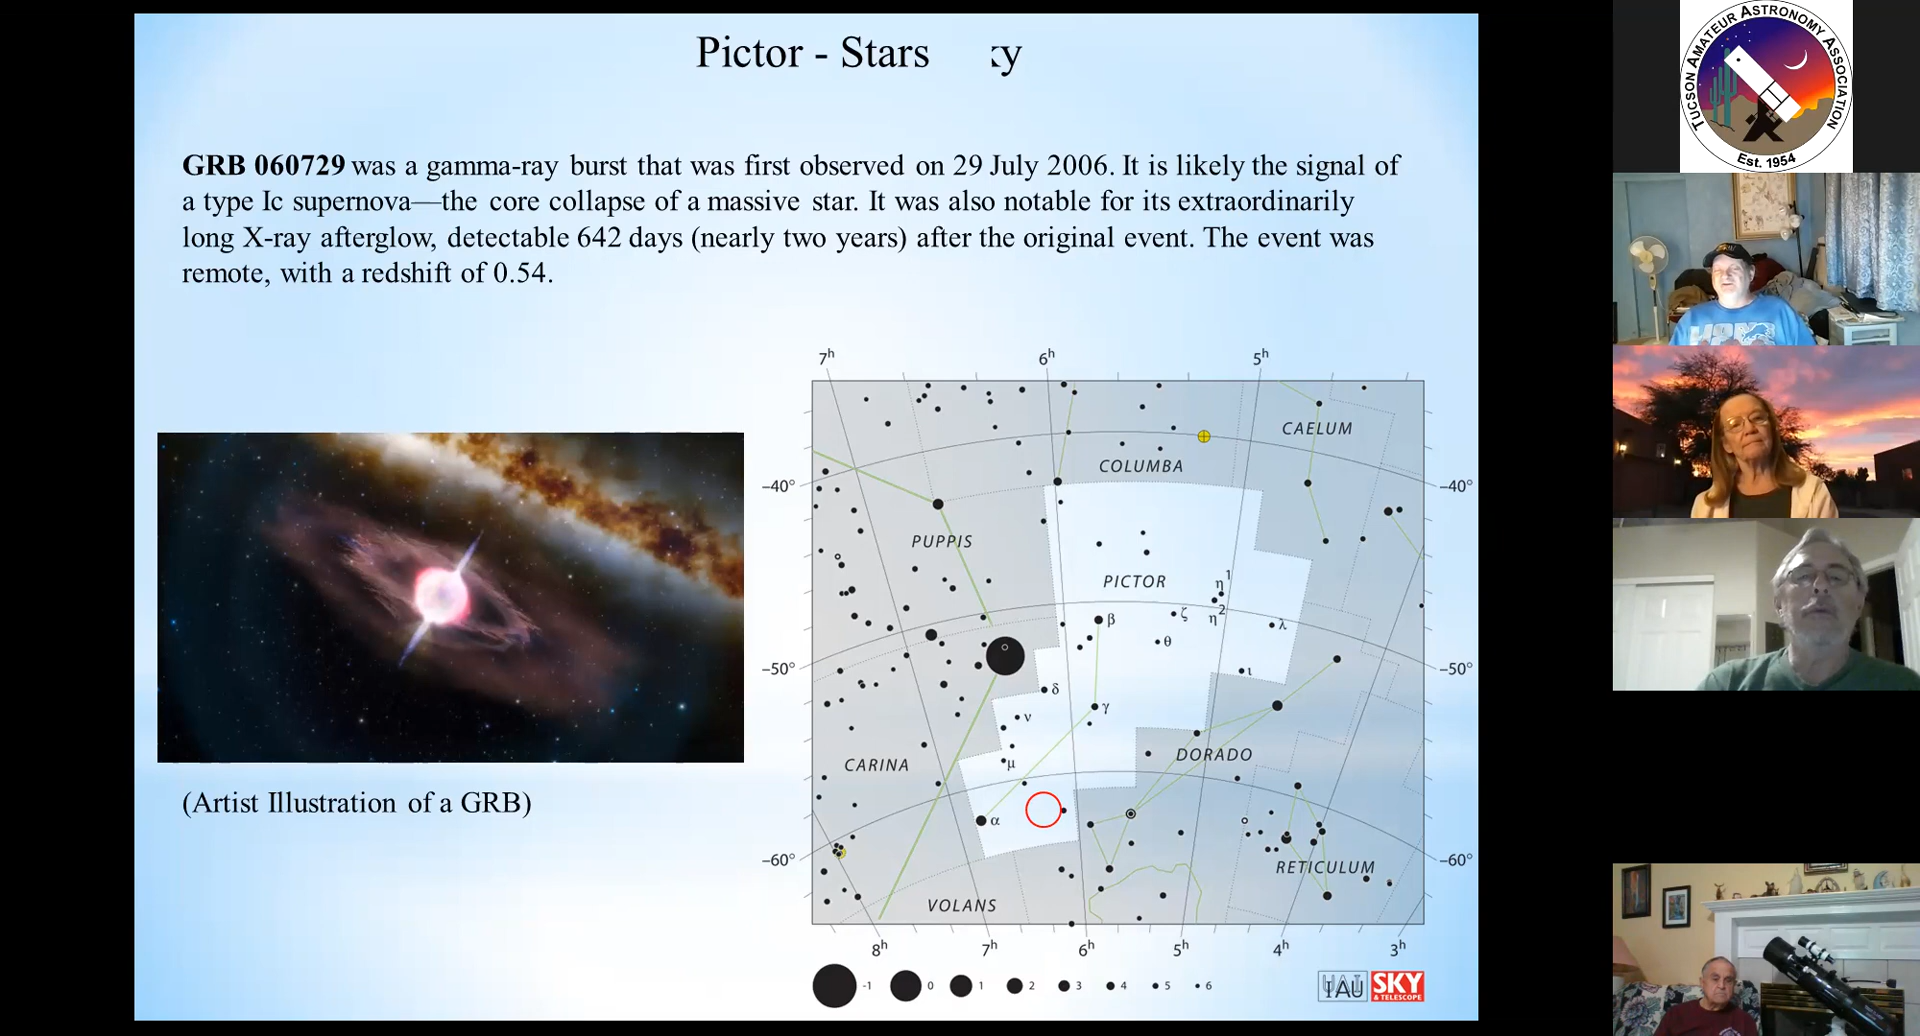 Pictor - Stars
GRB 060729 was a gamma-ray burst that was first observed on 29 July 2006. It is likely the signal of
a type Ic supernova—the core collapse of a massive star. It was also notable for its extraordinarily
long X-ray afterglow, detectable 642 days (nearly two years) after the original event. The event was
remote, with a redshift of 0.54.
(Artist Illustration of a GRB)
7h 6h 5h
CAELUM
COLUMBA
–40° –40°
PUPPIS
PICTOR
η1
η2
β ζ λ
θ
–50° –50°
ι
δ
γ
ν
DORADO
CARINA
μ
α
–60° –60°
RETICULUM
VOLANS
8h 7h 6h 5h 4h 3h
-1 0 1 2 3 4 5 6
IAU
SKY
& TELESCOPE
TUCSON AMATEUR ASTRONOMY ASSOCIATION
Est. 1954